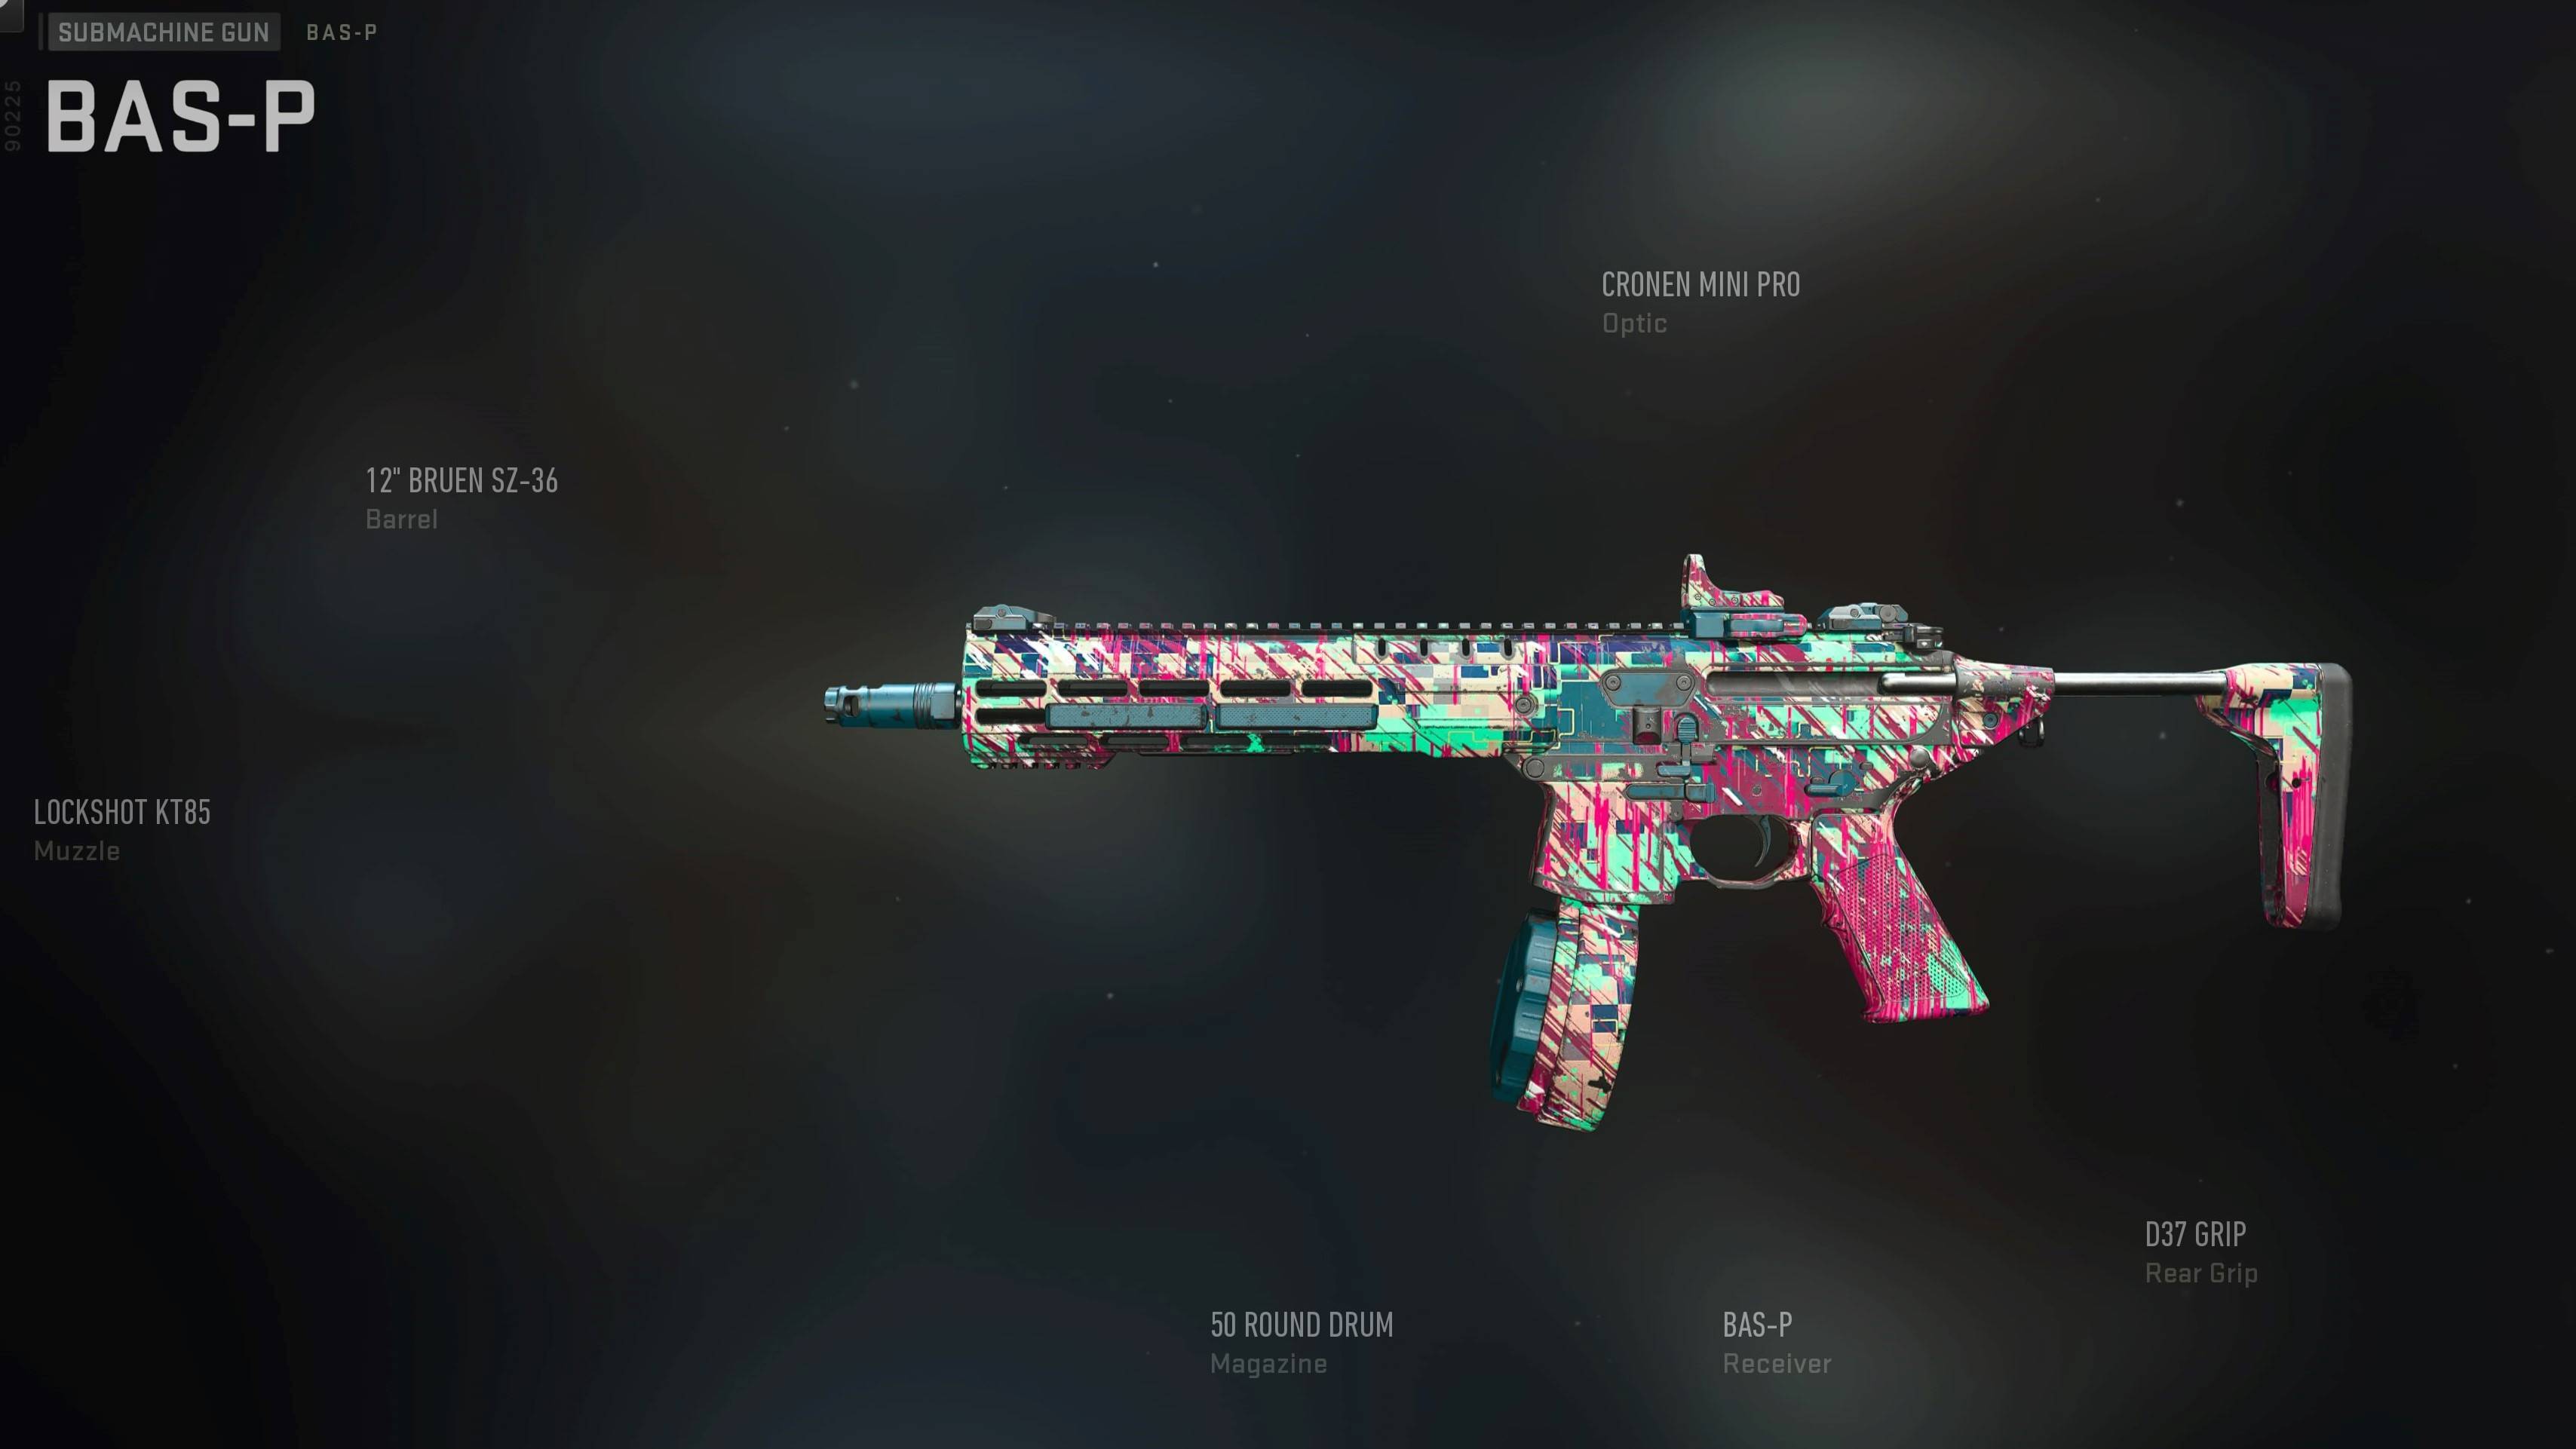 SUBMACHINE GUN BAS-P
BAS-P
90225
CRONEN MINI PRO
Optic
12" BRUEN SZ-36
Barrel
LOCKSHOT KT85
Muzzle
D37 GRIP
Rear Grip
50 ROUND DRUM
Magazine
BAS-P
Receiver